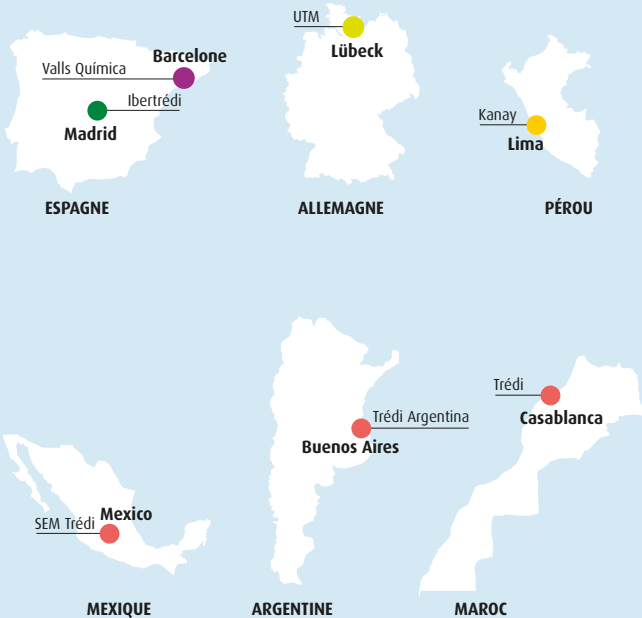 UTM
Barcelone
Lübeck
Valls Química
Ibertrédi
Madrid
Kanay
Lima
ESPAGNE
ALLEMAGNE
PÉROU
Trédi
Trédi Argentina
Casablanca
Buenos Aires
Mexico
SEM Trédi
MEXIQUE
ARGENTINE
MAROC